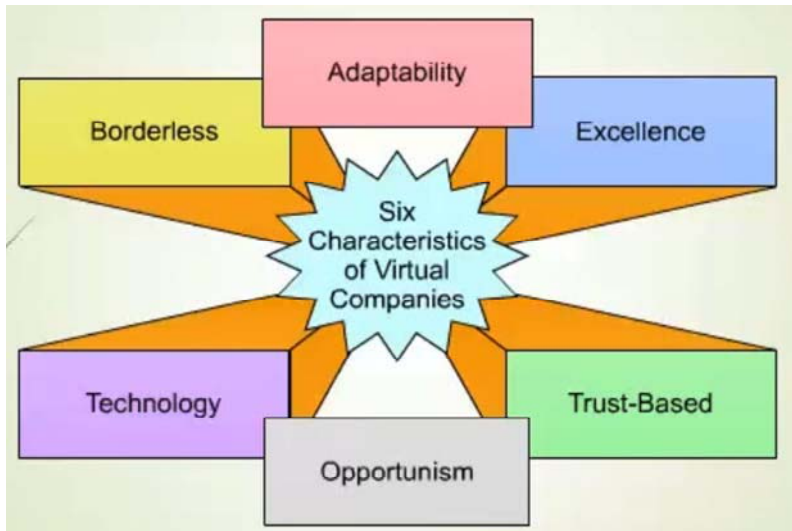 Adaptability
Borderless
Excellence
Six
Characteristics
of Virtual
Companies
Technology
Trust-Based
Opportunism